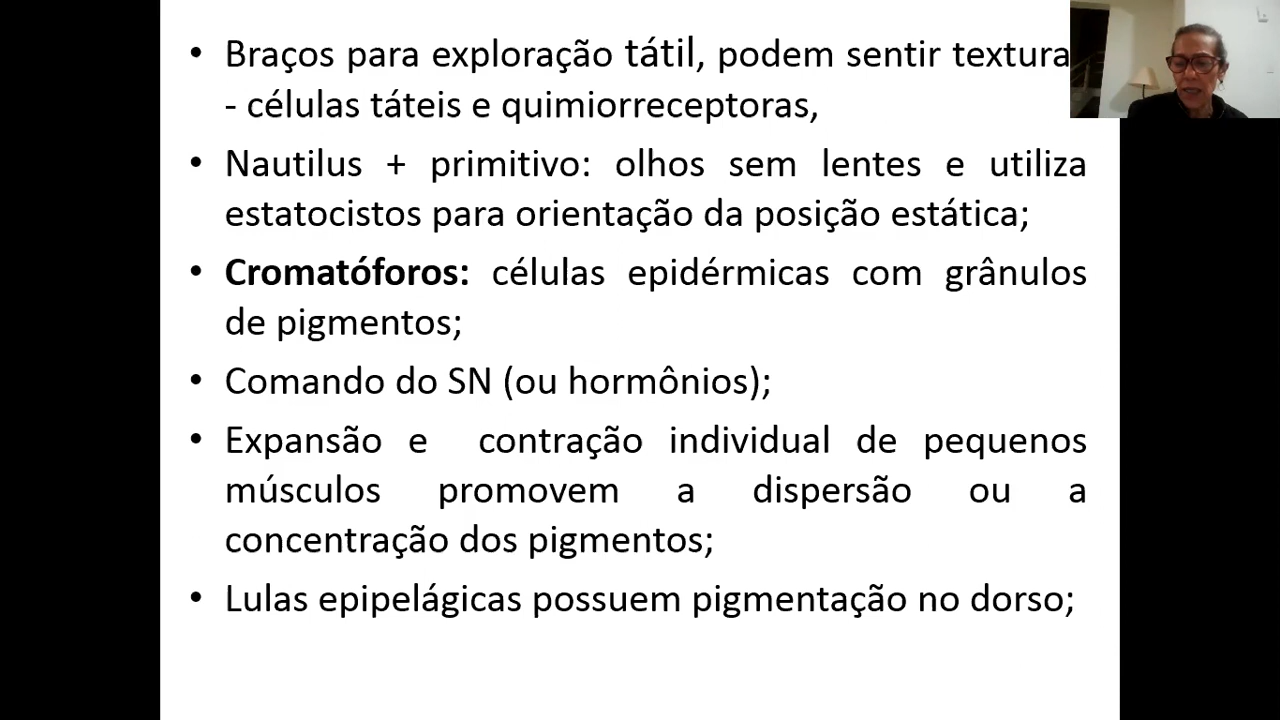 • Braços para exploração tátil, podem sentir textura
- células táteis e quimiorreceptoras,
• Nautilus + primitivo: olhos sem lentes e utiliza
estatocistos para orientação da posição estática;
• Cromatóforos: células epidérmicas com grânulos
de pigmentos;
• Comando do SN (ou hormônios);
• Expansão e contração individual de pequenos
músculos promovem a dispersão ou a
concentração dos pigmentos;
• Lulas epipelágicas possuem pigmentação no dorso;